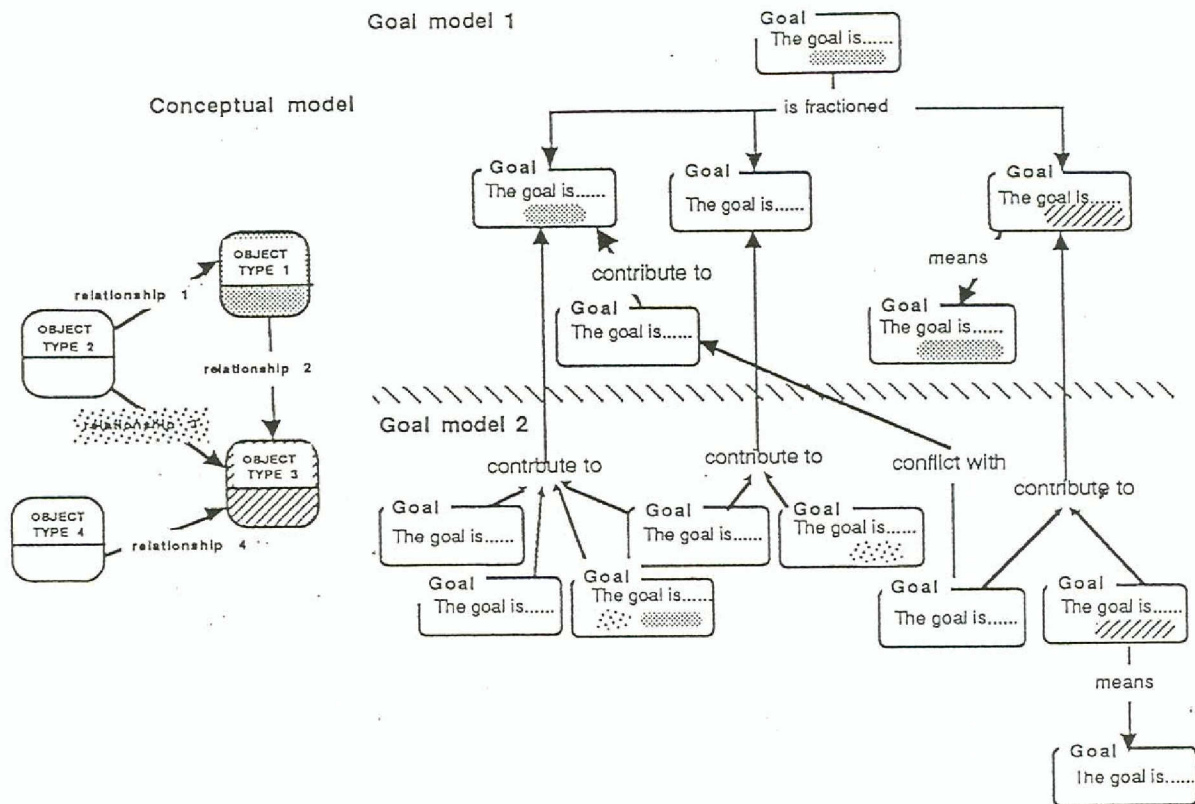 Goal model 1
Goal
The goal is......
is fractioned
Conceptual model
Goal
The goal is......
Goal
The goal is......
Goal
The goal is......
OBJECT
TYPE 1
relationship 1
OBJECT
TYPE 2
relationship 2
relationship 3
OBJECT
TYPE 3
OBJECT
TYPE 4
relationship 4
contribute to
Goal
The goal is......
means
Goal
The goal is......
Goal model 2
contrbute to
contribute to
conflict with
contribute to
Goal
The goal is......
Goal
The goal is......
Goal
The goal is......
Goal
The goal is......
Goal
The goal is......
Goal
The goal is......
Goal
The goal is......
means
Goal
The goal is......